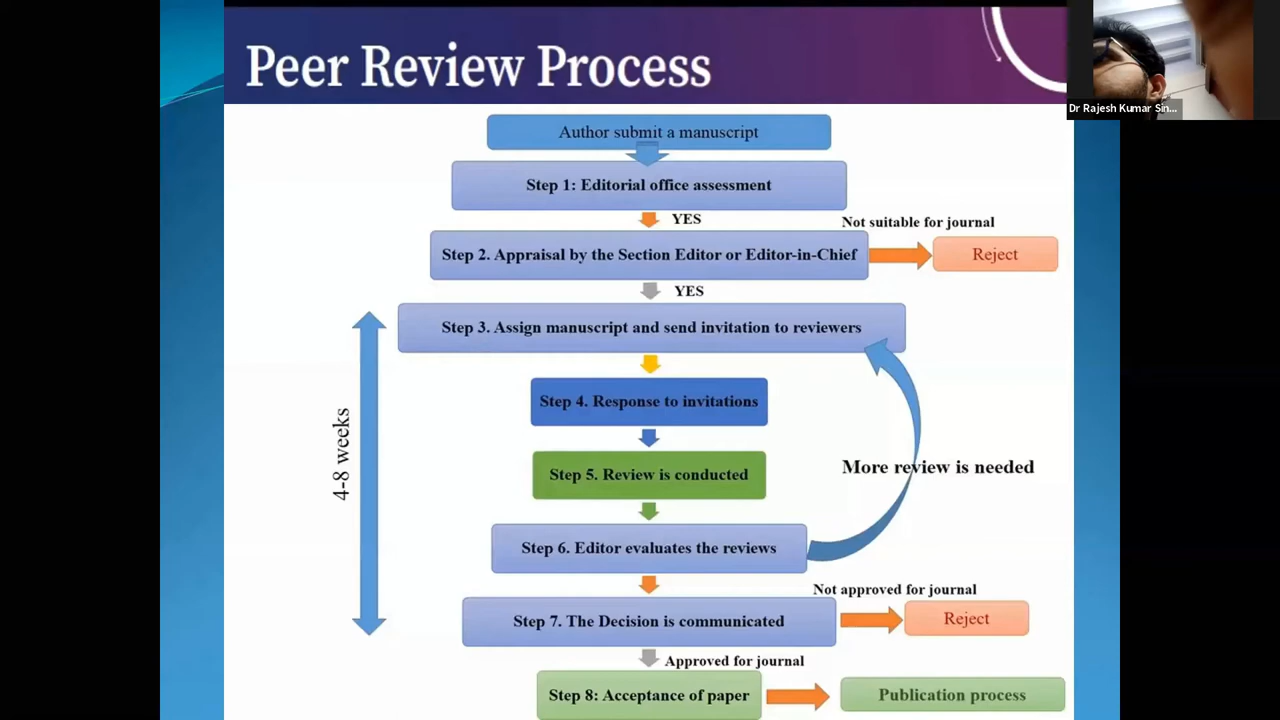 Peer Review Process
Dr Rajesh Kumar Sin...
Author submit a manuscript
Step 1: Editorial office assessment
YES
Not suitable for journal
Step 2. Appraisal by the Section Editor or Editor-in-Chief
Reject
YES
Step 3. Assign manuscript and send invitation to reviewers
Step 4. Response to invitations
4-8 weeks
More review is needed
Step 5. Review is conducted
Step 6. Editor evaluates the reviews
Not approved for journal
Step 7. The Decision is communicated
Reject
Approved for journal
Step 8: Acceptance of paper
Publication process